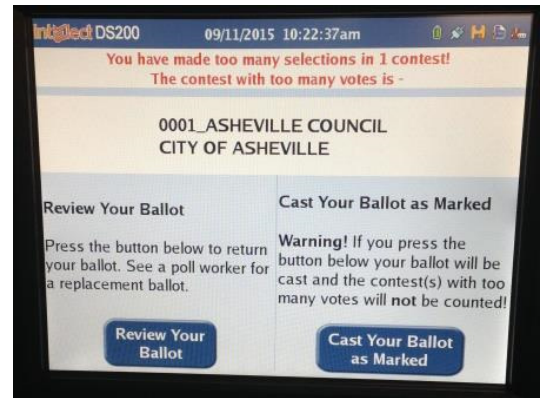 intElect DS200 09/11/2015 10:22:37am
You have made too many selections in 1 contest!
The contest with too many votes is -
0001_ASHEVILLE COUNCIL
CITY OF ASHEVILLE
Review Your Ballot
Press the button below to return
your ballot. See a poll worker for
a replacement ballot.
Review Your
Ballot
Cast Your Ballot as Marked
Warning! If you press the
button below your ballot will be
cast and the contest(s) with too
many votes will not be counted!
Cast Your Ballot
as Marked